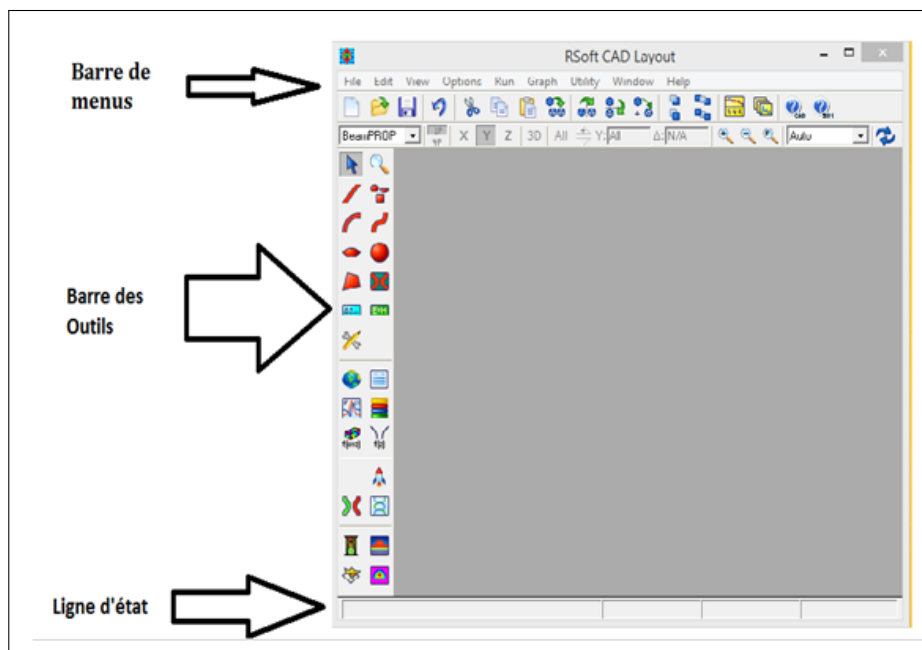 RSoft CAD Layout
Barre de
menus
File Edit View Options Run Graph Utility Window Help
BeamPROP X Y Z 3D All Y: All Δ: N/A Auto
Barre des
Outils
Ligne d'état